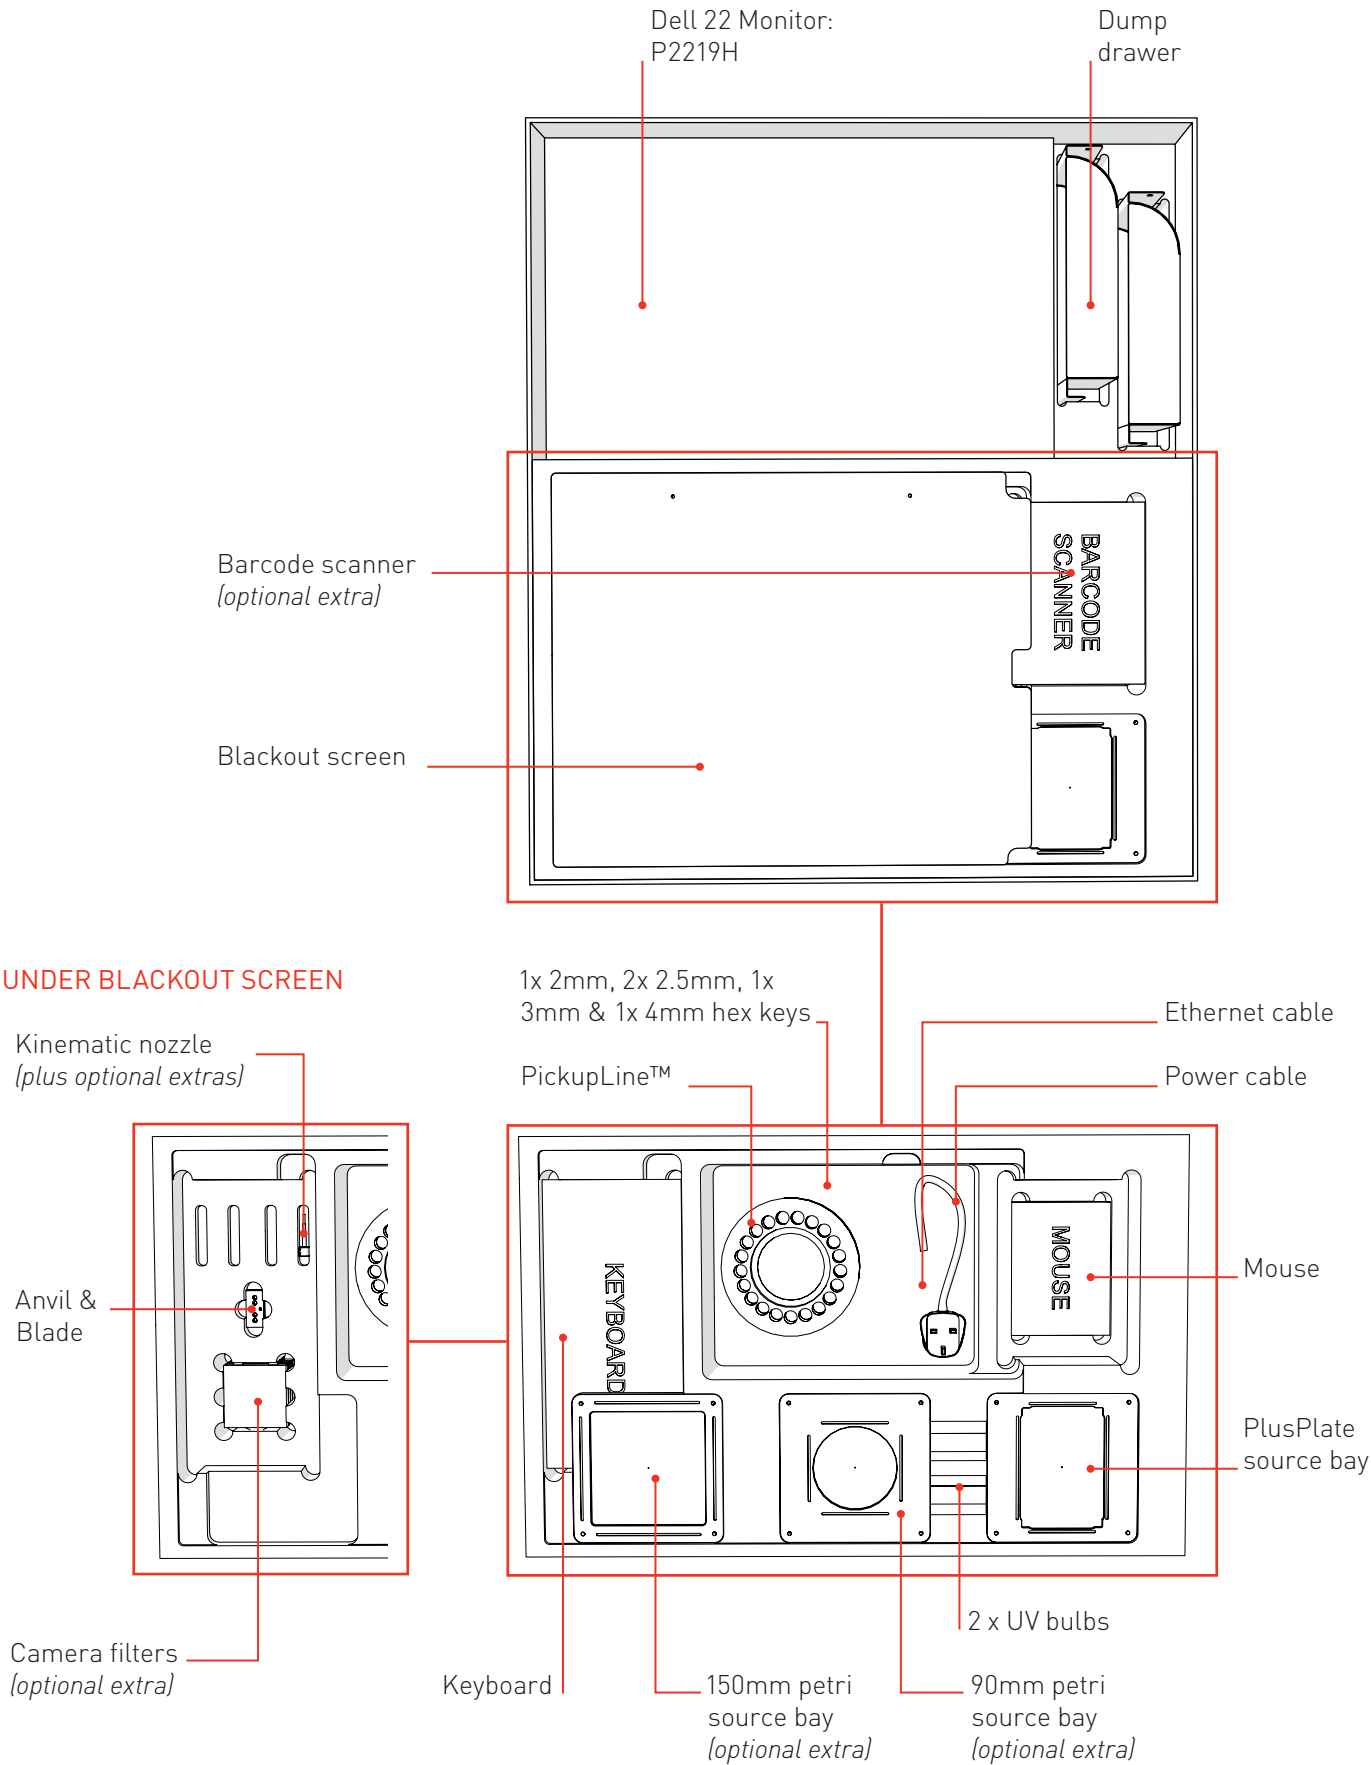 Dell 22 Monitor:
P2219H
Dump
drawer
Barcode scanner
(optional extra)
BARCODE
SCANNER
Blackout screen
UNDER BLACKOUT SCREEN
1x 2mm, 2x 2.5mm, 1x
3mm & 1x 4mm hex keys
Ethernet cable
Kinematic nozzle
(plus optional extras)
PickupLine™
Power cable
Anvil &
Blade
KEYBOARD
MOUSE
Mouse
PlusPlate
source bay
2 x UV bulbs
Camera filters
(optional extra)
Keyboard
150mm petri
source bay
(optional extra)
90mm petri
source bay
(optional extra)